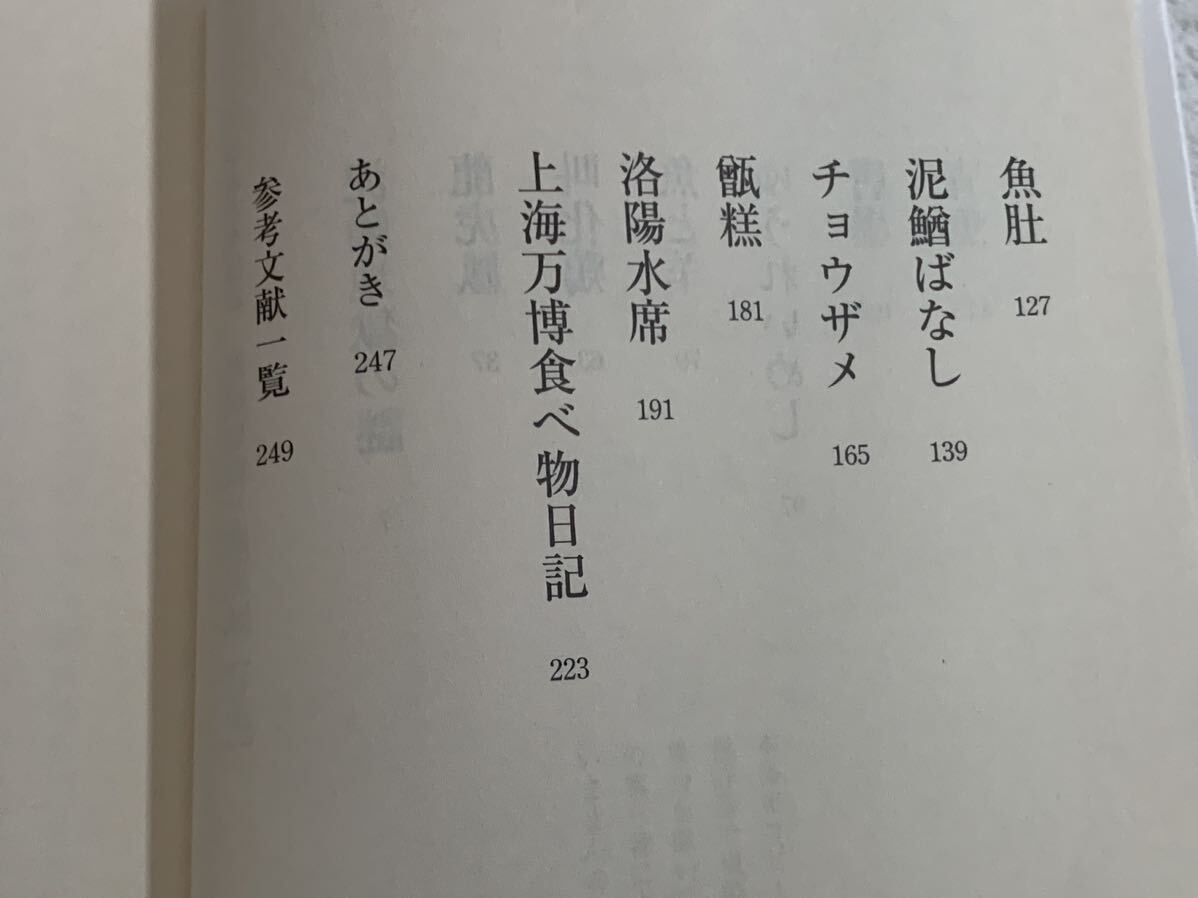 魚肚 127
泥鰌ばなし 139
チョウザメ 165
甑糕 181
洛陽水席 191
上海万博食べ物日記 223
あとがき 247
参考文献一覧 249